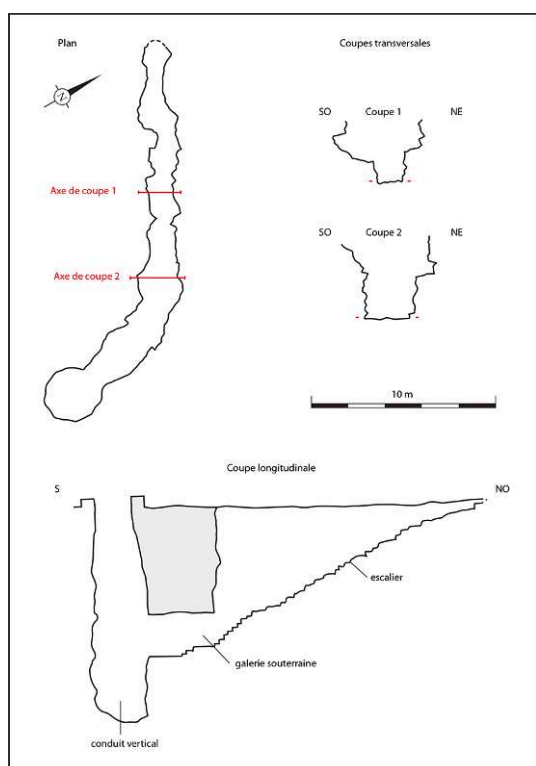 Plan
Coupes transversales
N
SO Coupe 1 NE
Axe de coupe 1
SO Coupe 2 NE
Axe de coupe 2
10 m
Coupe longitudinale
S NO
escalier
galerie souterraine
conduit vertical